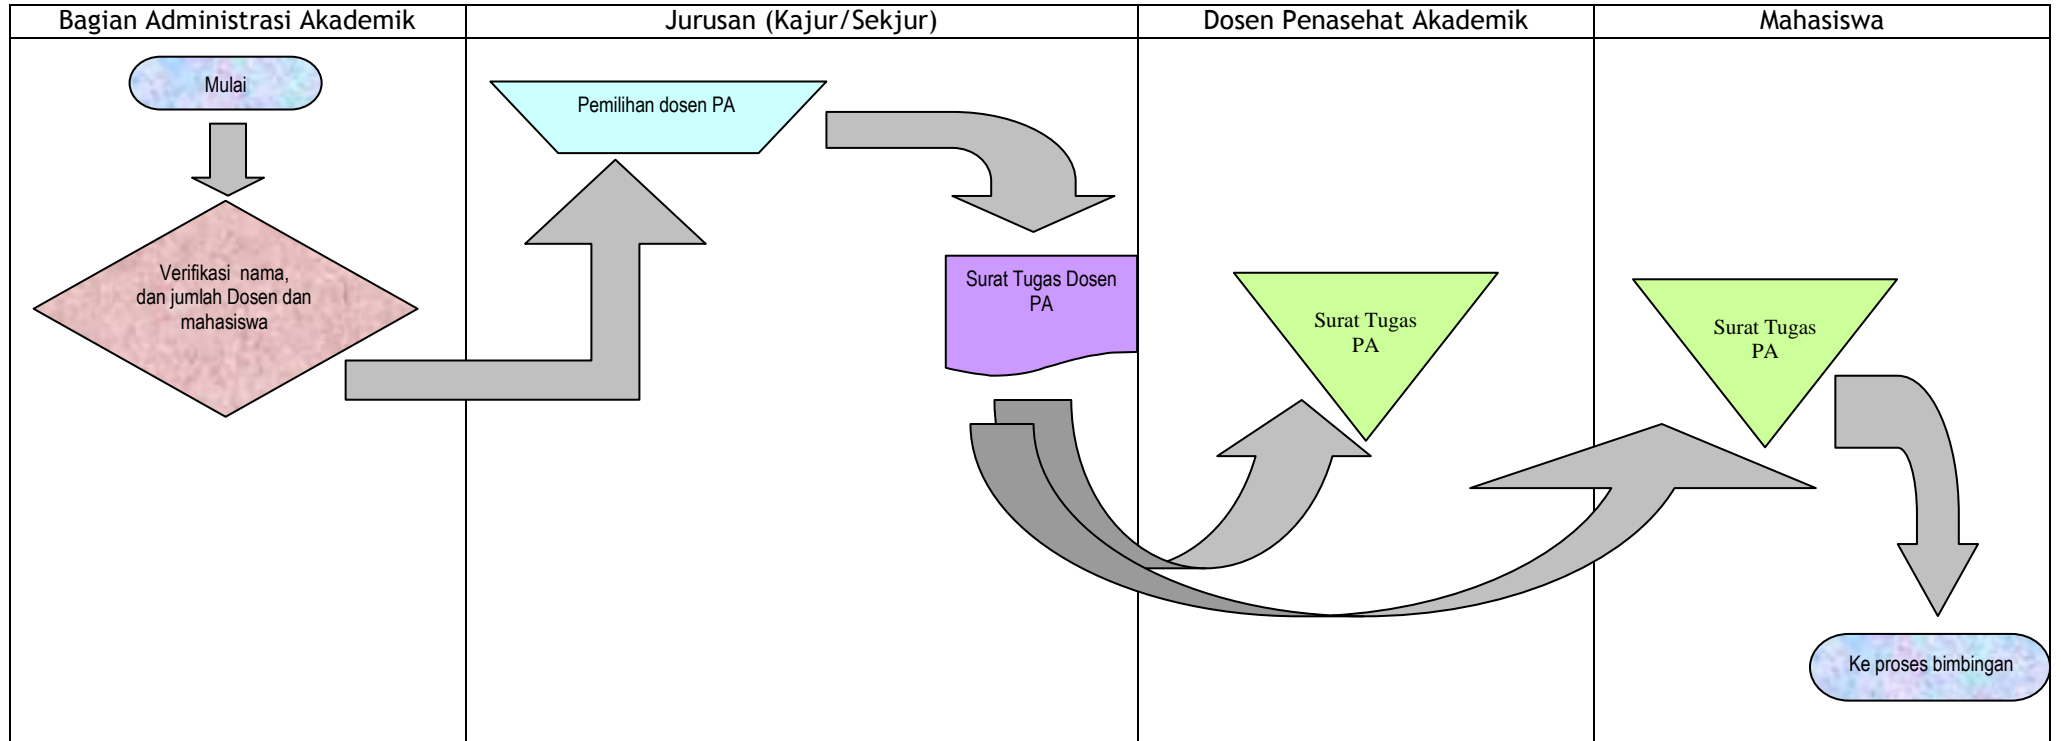 Bagian Administrasi Akademik
Jurusan (Kajur/Sekjur)
Dosen Penasehat Akademik
Mahasiswa
Mulai
Verifikasi nama,
dan jumlah Dosen dan
mahasiswa
Pemilihan dosen PA
Surat Tugas Dosen
PA
Surat Tugas
PA
Surat Tugas
PA
Ke proses bimbingan